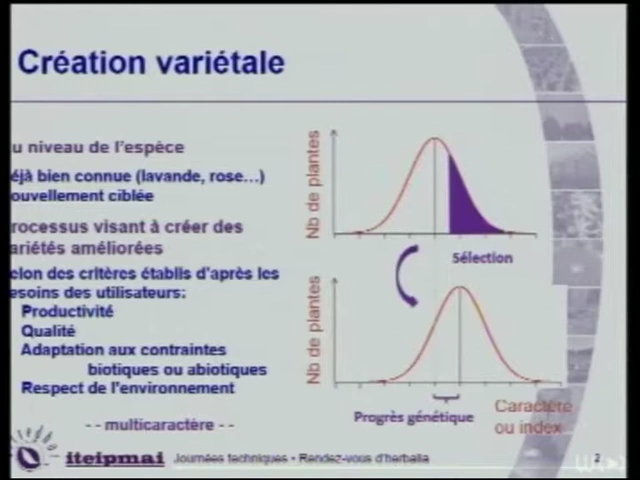 Création variétale
u niveau de l'espèce
éjà bien connue (lavande, rose...)
ouvellement ciblée
rocessus visant à créer des
ariétés améliorées
elon des critères établis d'après les
esoins des utilisateurs:
Productivité
Qualité
Adaptation aux contraintes
biotiques ou abiotiques
Respect de l'environnement
- - multicaractère - -
Nb de plantes
Sélection
Nb de plantes
Progrès génétique
Caractère
ou index
iteipmai
Journées techniques • Rendez-vous d'herbalia
2